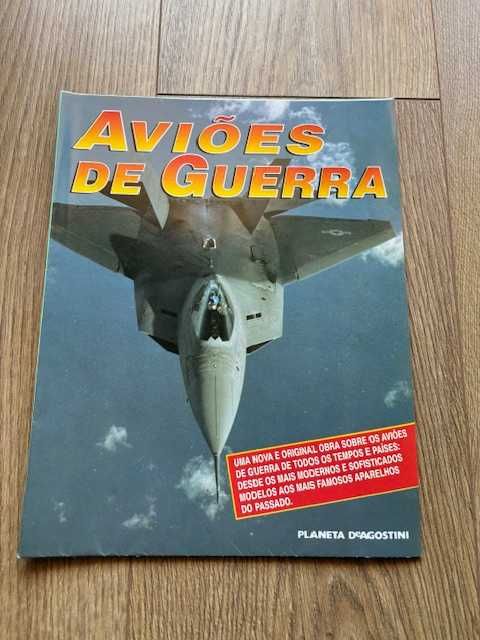 AVIÕES
DE GUERRA
UMA NOVA E ORIGINAL OBRA SOBRE OS AVIÕES
DE GUERRA DE TODOS OS TEMPOS E PAÍSES:
DESDE OS MAIS MODERNOS E SOFISTICADOS
MODELOS AOS MAIS FAMOSOS APARELHOS
DO PASSADO.
PLANETA DeAGOSTINI